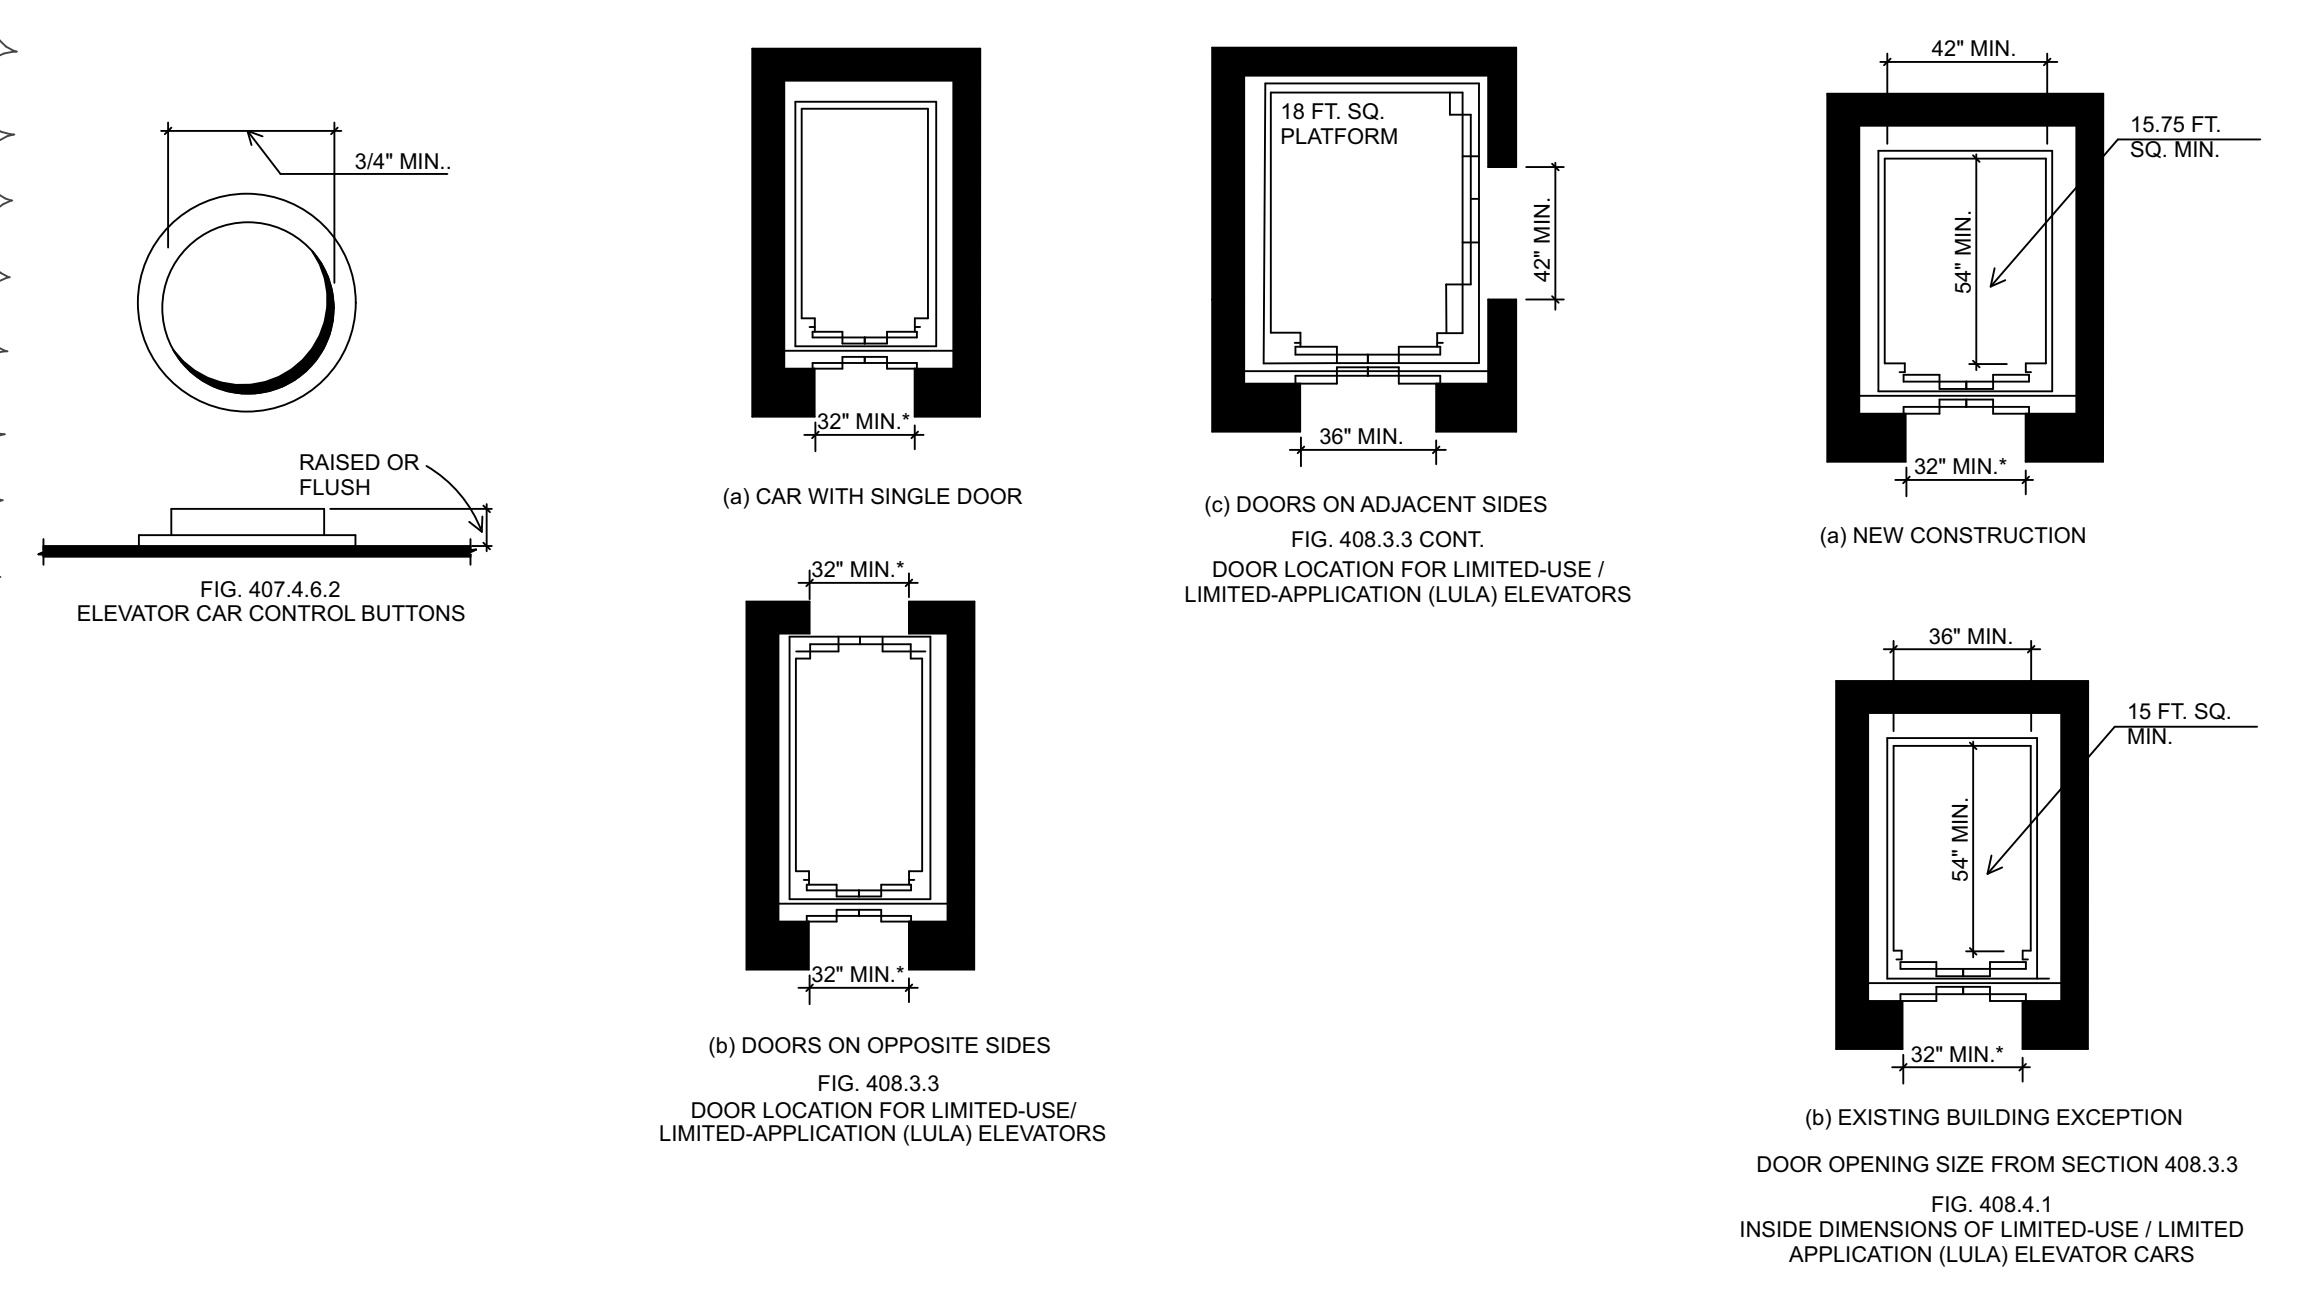 3/4" MIN..
RAISED OR
FLUSH
FIG. 407.4.6.2
ELEVATOR CAR CONTROL BUTTONS
32" MIN.*
(a) CAR WITH SINGLE DOOR
32" MIN.*
32" MIN.*
(b) DOORS ON OPPOSITE SIDES
FIG. 408.3.3
DOOR LOCATION FOR LIMITED-USE/
LIMITED-APPLICATION (LULA) ELEVATORS
18 FT. SQ.
PLATFORM
42" MIN.
36" MIN.
(c) DOORS ON ADJACENT SIDES
FIG. 408.3.3 CONT.
DOOR LOCATION FOR LIMITED-USE /
LIMITED-APPLICATION (LULA) ELEVATORS
42" MIN.
15.75 FT.
SQ. MIN.
54" MIN.
32" MIN.*
(a) NEW CONSTRUCTION
36" MIN.
15 FT. SQ.
MIN.
54" MIN.
32" MIN.*
(b) EXISTING BUILDING EXCEPTION
DOOR OPENING SIZE FROM SECTION 408.3.3
FIG. 408.4.1
INSIDE DIMENSIONS OF LIMITED-USE / LIMITED
APPLICATION (LULA) ELEVATOR CARS